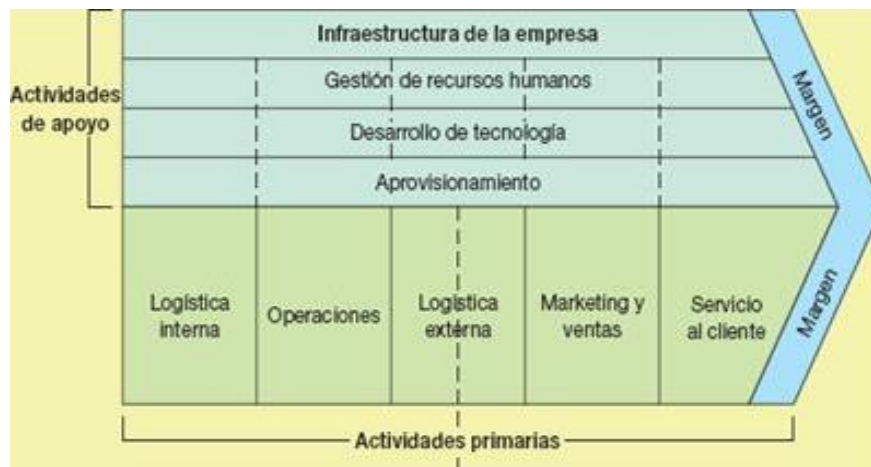 Infraestructura de la empresa
Gestión de recursos humanos
Actividades
de apoyo
Desarrollo de tecnología
Aprovisionamiento
Margen
Logística
interna
Operaciones
Logística
externa
Marketing y
ventas
Servicio
al cliente
Margen
Actividades primarias